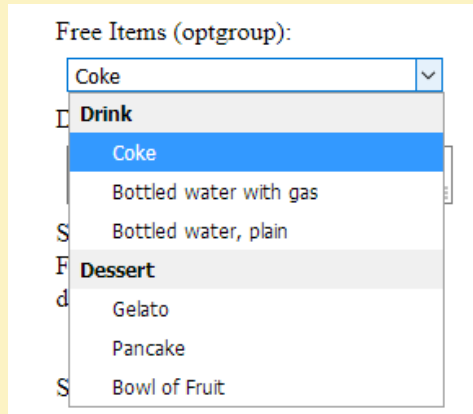 Free Items (optgroup):
Coke
Drink
Coke
Bottled water with gas
Bottled water, plain
Dessert
Gelato
Pancake
Bowl of Fruit